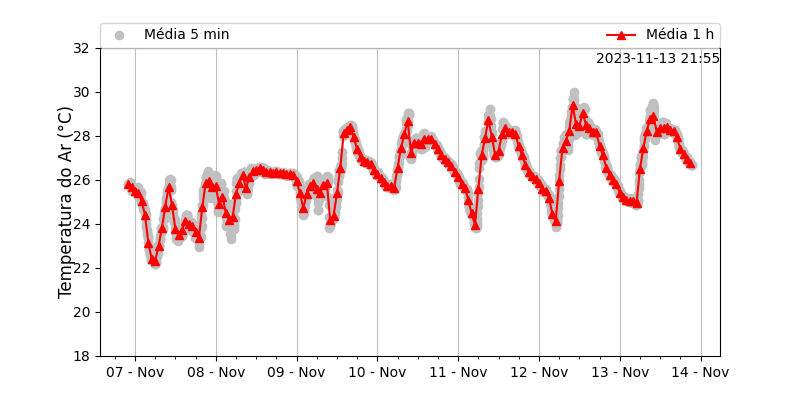 Média 5 min
Média 1 h
2023-11-13 21:55
Temperatura do Ar (°C)
32
30
28
26
24
22
20
18
07 - Nov
08 - Nov
09 - Nov
10 - Nov
11 - Nov
12 - Nov
13 - Nov
14 - Nov